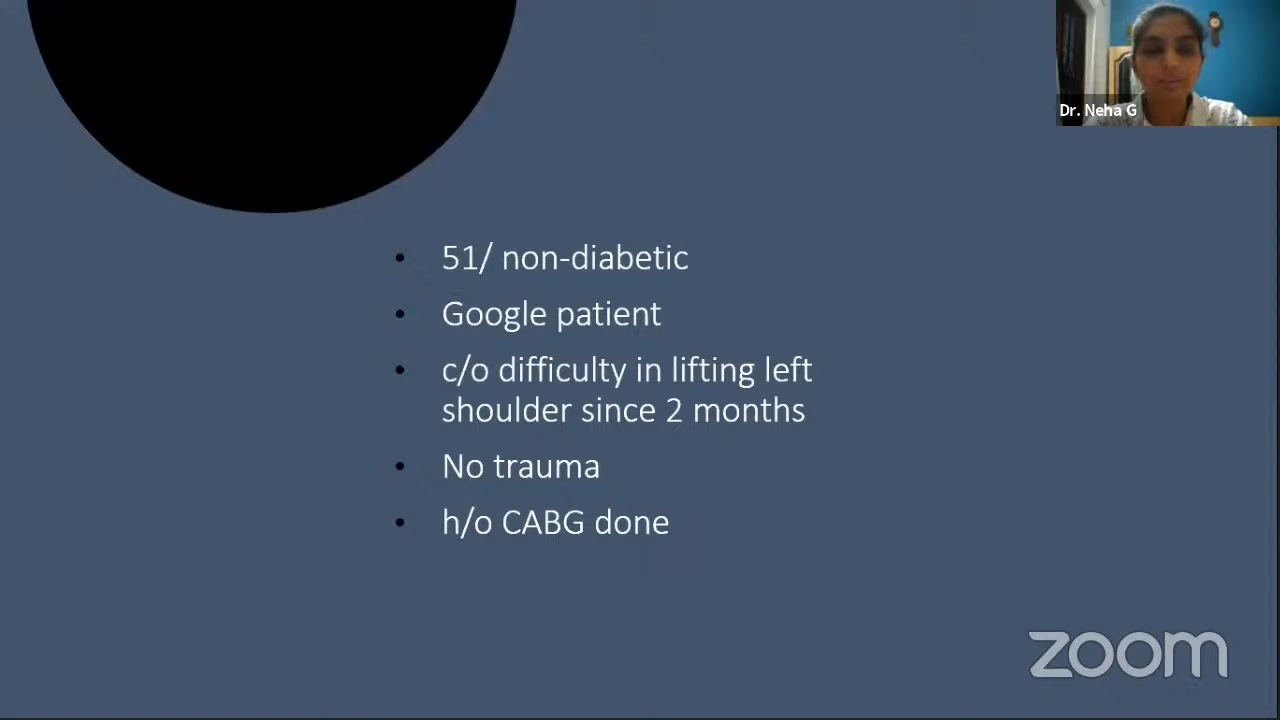 Dr. Neha G
• 51/ non-diabetic
• Google patient
• c/o difficulty in lifting left
shoulder since 2 months
• No trauma
• h/o CABG done
zoom